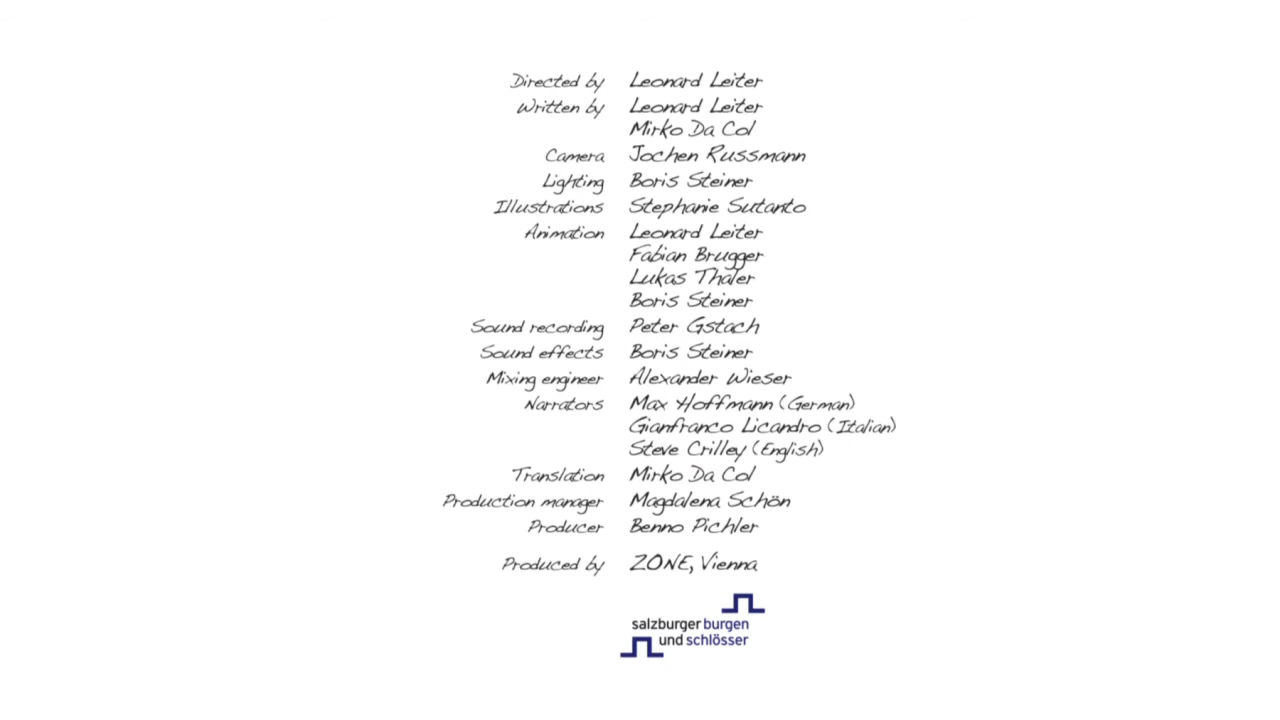 Directed by Leonard Leiter
Written by Leonard Leiter
Mirko Da Col
Camera Jochen Russmann
Lighting Boris Steiner
Illustrations Stephanie Sutanto
Animation Leonard Leiter
Fabian Brugger
Lukas Thaler
Boris Steiner
Sound recording Peter Gstach
Sound effects Boris Steiner
Mixing engineer Alexander Wieser
Narrators Max Hoffmann (German)
Gianfranco Licandro (Italian)
Steve Crilley (English)
Translation Mirko Da Col
Production manager Magdalena Schön
Producer Benno Pichler
Produced by ZONE, Vienna
salzburger burgen
und schlösser